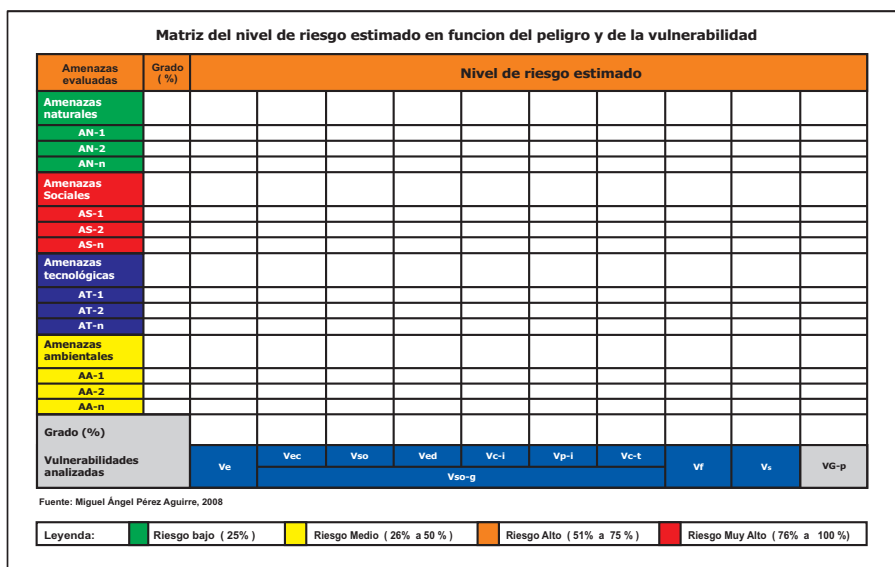 Matriz del nivel de riesgo estimado en funcion del peligro y de la vulnerabilidad
Amenazas
evaluadas
Grado
( %)
Nivel de riesgo estimado
Amenazas
naturales
AN-1
AN-2
AN-n
Amenazas
Sociales
AS-1
AS-2
AS-n
Amenazas
tecnológicas
AT-1
AT-2
AT-n
Amenazas
ambientales
AA-1
AA-2
AA-n
Grado (%)
Vulnerabilidades
analizadas
Ve
Vec
Vso
Ved
Vc-i
Vp-i
Vc-t
Vso-g
Vf
Vs
VG-p
Fuente: Miguel Ángel Pérez Aguirre, 2008
Leyenda:
Riesgo bajo ( 25% )
Riesgo Medio ( 26% a 50 % )
Riesgo Alto ( 51% a 75 % )
Riesgo Muy Alto ( 76% a 100 %)